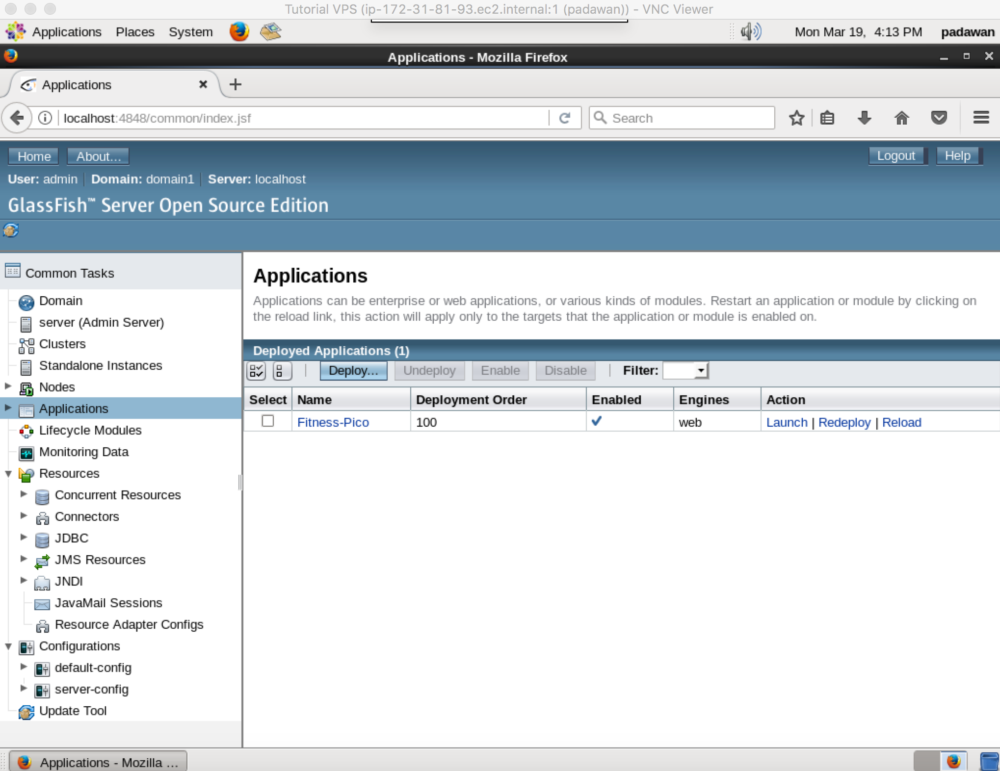 Tutorial VPS (ip-172-31-81-93.ec2.internal:1 (padawan)) - VNC Viewer
Applications Places System Mon Mar 19, 4:13 PM padawan
Applications - Mozilla Firefox
Applications
localhost:4848/common/index.jsf Search
Home About... Logout Help
User: admin Domain: domain1 Server: localhost
GlassFish™ Server Open Source Edition
Common Tasks
Domain
server (Admin Server)
Clusters
Standalone Instances
Nodes
Applications
Lifecycle Modules
Monitoring Data
Resources
Concurrent Resources
Connectors
JDBC
JMS Resources
JNDI
JavaMail Sessions
Resource Adapter Configs
Configurations
default-config
server-config
Update Tool
Applications
Applications can be enterprise or web applications, or various kinds of modules. Restart an application or module by clicking on
the reload link, this action will apply only to the targets that the application or module is enabled on.
Deployed Applications (1)
Deploy... Undeploy Enable Disable Filter:
Select Name Deployment Order Enabled Engines Action
Fitness-Pico 100 web Launch | Redeploy | Reload
Applications - Mozilla ...